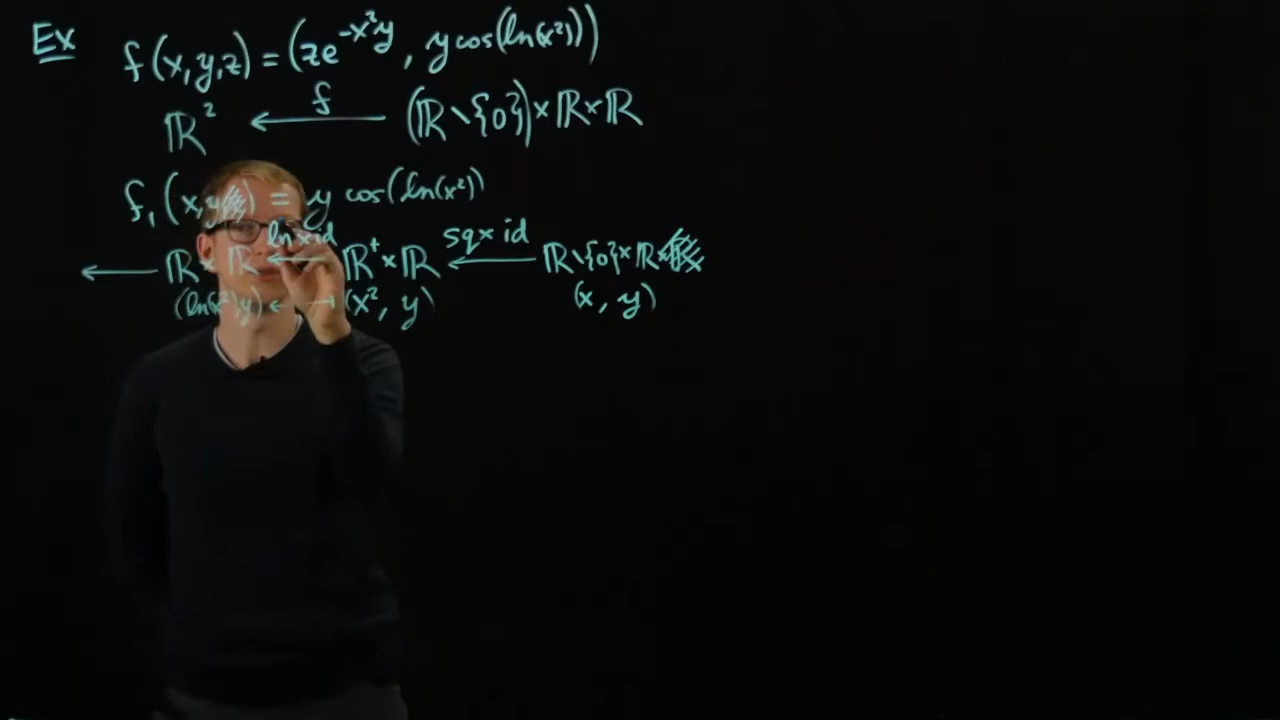 Ex f(x,y,z) = (ze^{-x²y}, y cos(ln(x²)))
ℝ² ⟵f (ℝ∖{0})×ℝ×ℝ
f₁(x,y) = y cos(ln(x²))
⟵ ℝ × ℝ ⟵ln×id ℝ⁺×ℝ ⟵sq×id ℝ∖{0}×ℝ
(ln(x²),y) ↤ (x², y) (x, y)